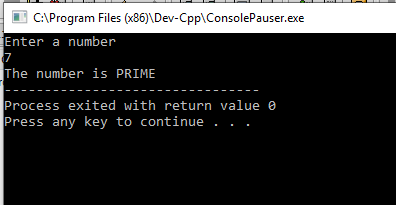 C:\Program Files (x86)\Dev-Cpp\ConsolePauser.exe
Enter a number
7
The number is PRIME
--------------------------------
Process exited with return value 0
Press any key to continue . . .